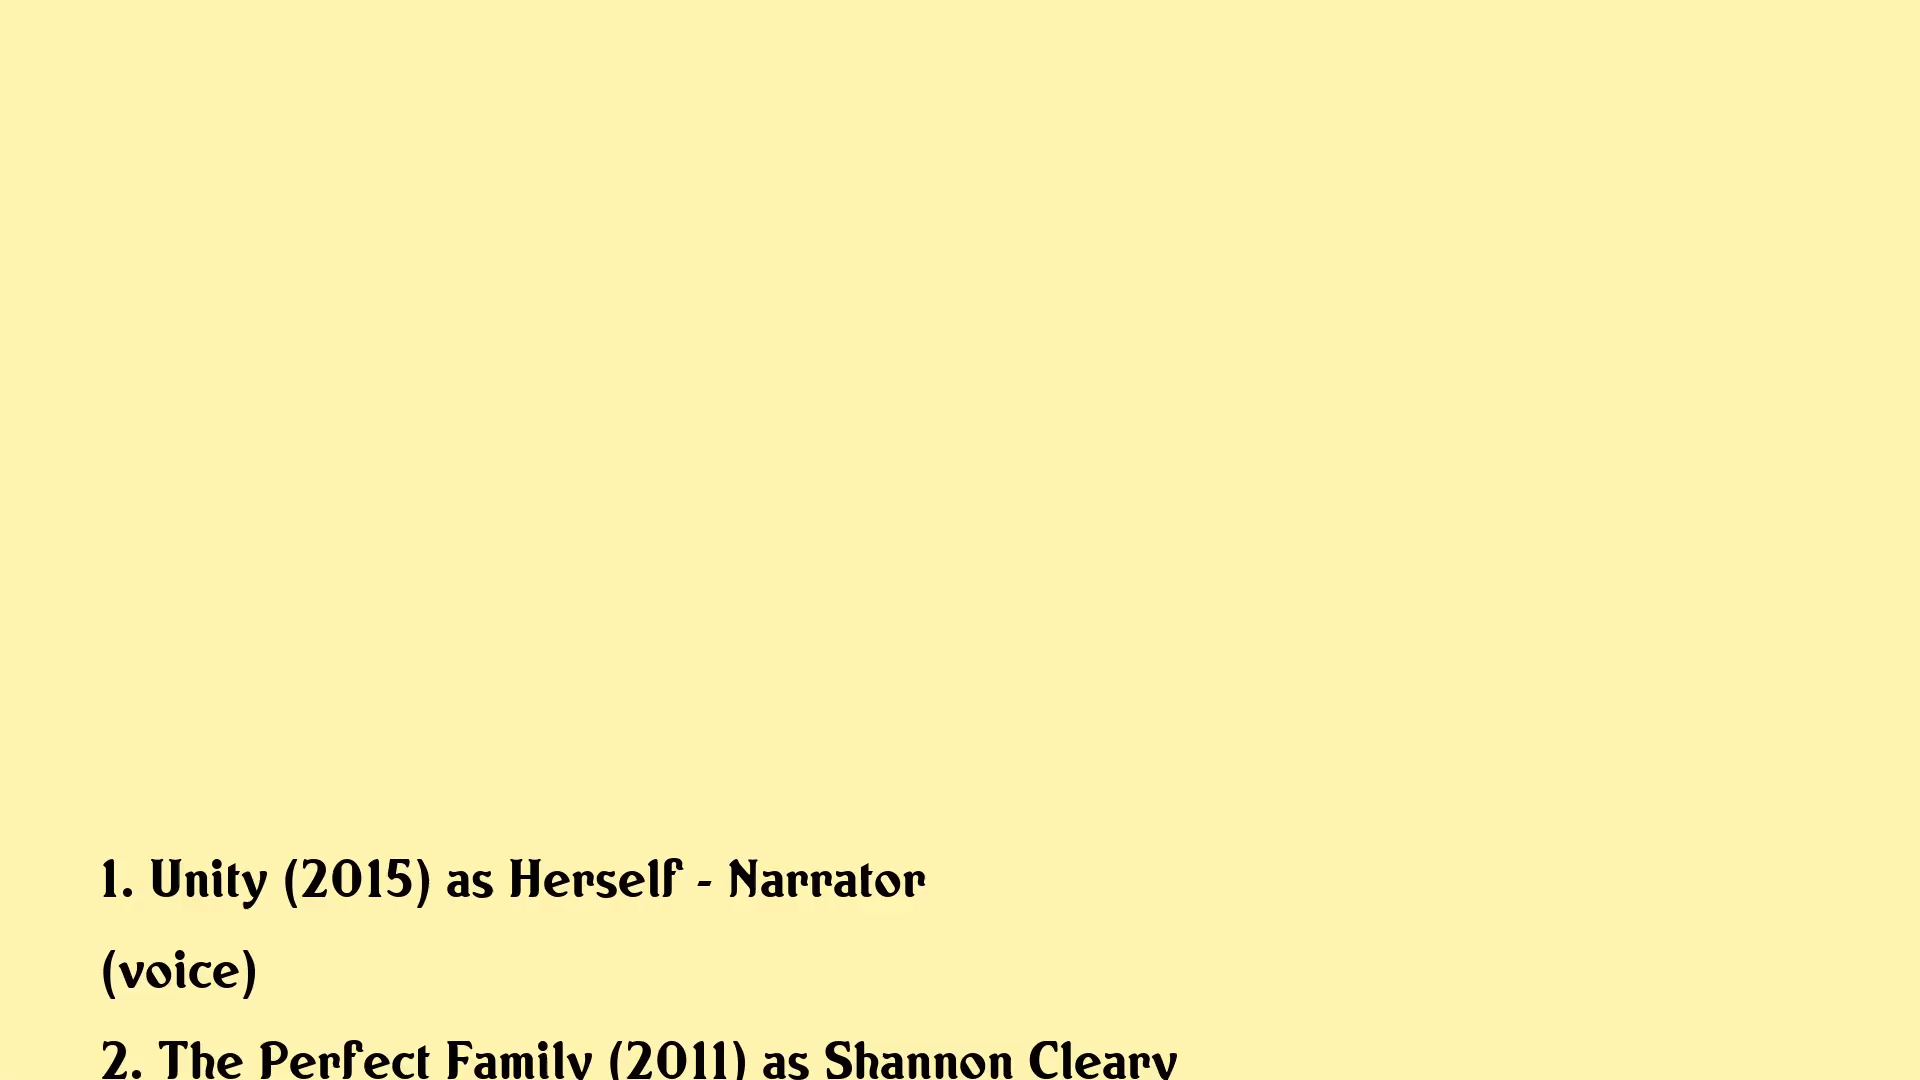 1. Unity (2015) as Herself - Narrator
(voice)
2. The Perfect Family (2011) as Shannon Cleary